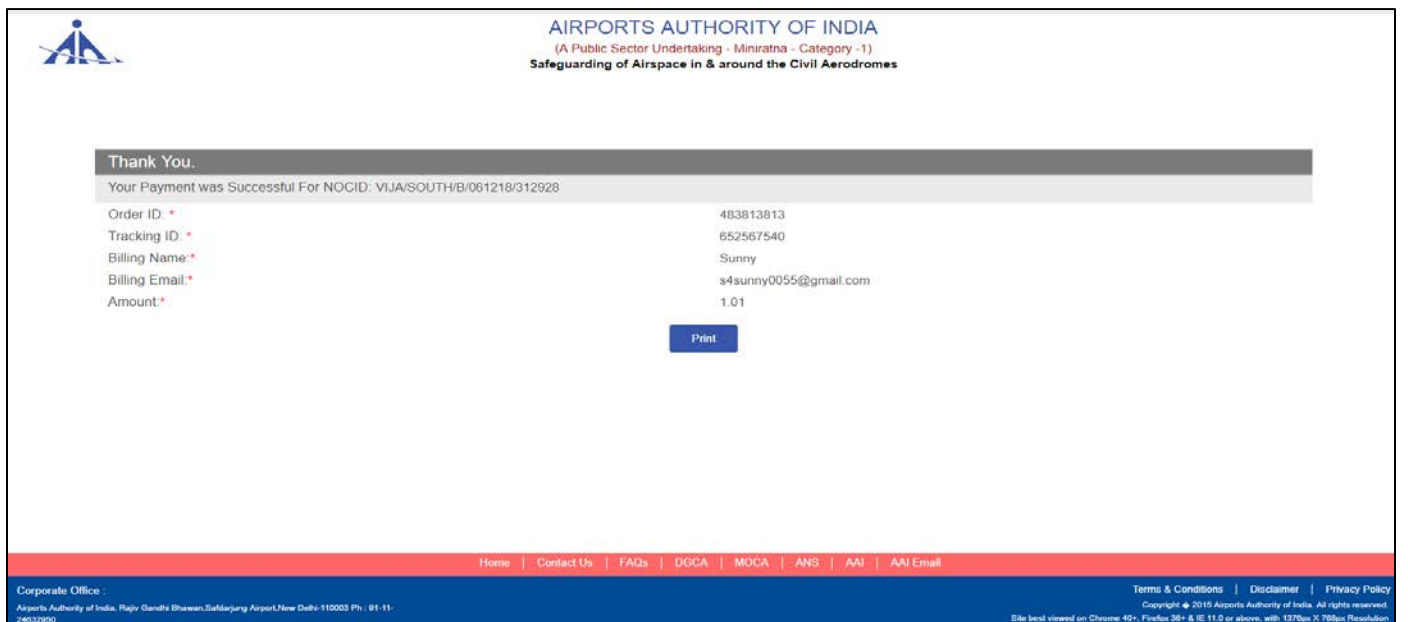 AIRPORTS AUTHORITY OF INDIA
(A Public Sector Undertaking - Miniratna - Category -1)
Safeguarding of Airspace in & around the Civil Aerodromes
Thank You.
Your Payment was Successful For NOCID: VIJA/SOUTH/B/061218/312928
Order ID: * 483813813
Tracking ID: * 652567540
Billing Name:* Sunny
Billing Email:* s4sunny0055@gmail.com
Amount:* 1.01
Print
Home | Contact Us | FAQs | DGCA | MOCA | ANS | AAI | AAI Email
Corporate Office :
Airports Authority of India, Rajiv Gandhi Bhawan,Safdarjung Airport,New Delhi-110003 Ph : 91-11-
24632950
Terms & Conditions | Disclaimer | Privacy Policy
Copyright � 2015 Airports Authority of India. All rights reserved.
Site best viewed on Chrome 40+, Firefox 36+ & IE 11.0 or above, with 1376px X 768px Resolution